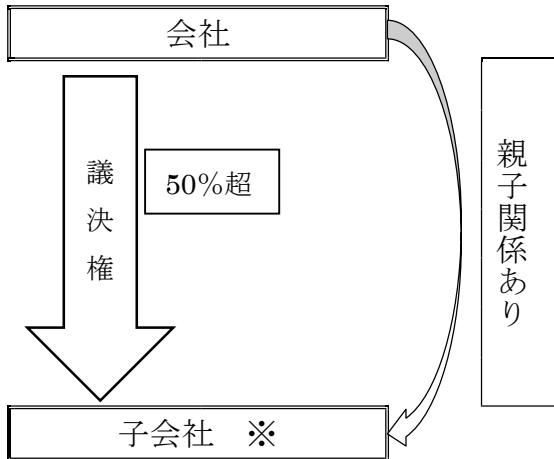 会社
議決権
50%超
親子関係あり
子会社　※